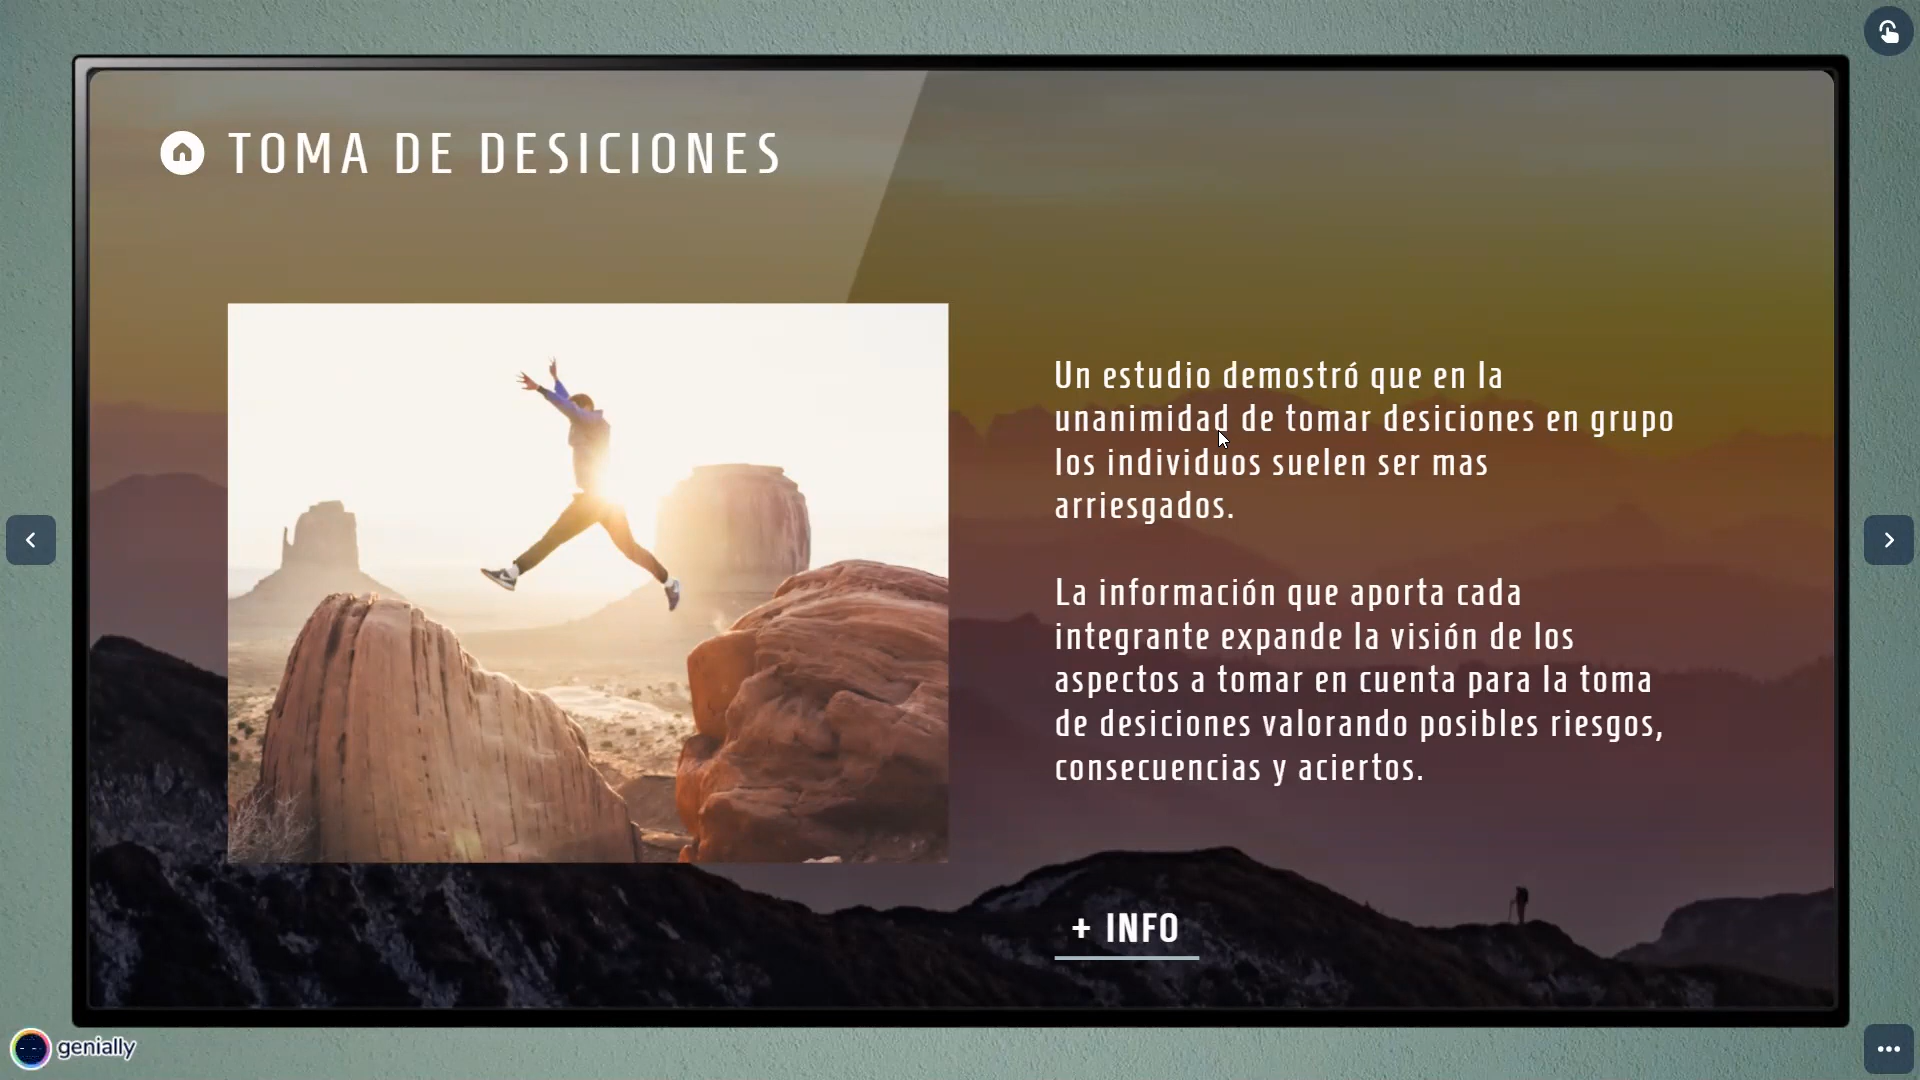 TOMA DE DESICIONES
Un estudio demostró que en la
unanimidad de tomar desiciones en grupo
los individuos suelen ser mas
arriesgados.
La información que aporta cada
integrante expande la visión de los
aspectos a tomar en cuenta para la toma
de desiciones valorando posibles riesgos,
consecuencias y aciertos.
+ INFO
genially